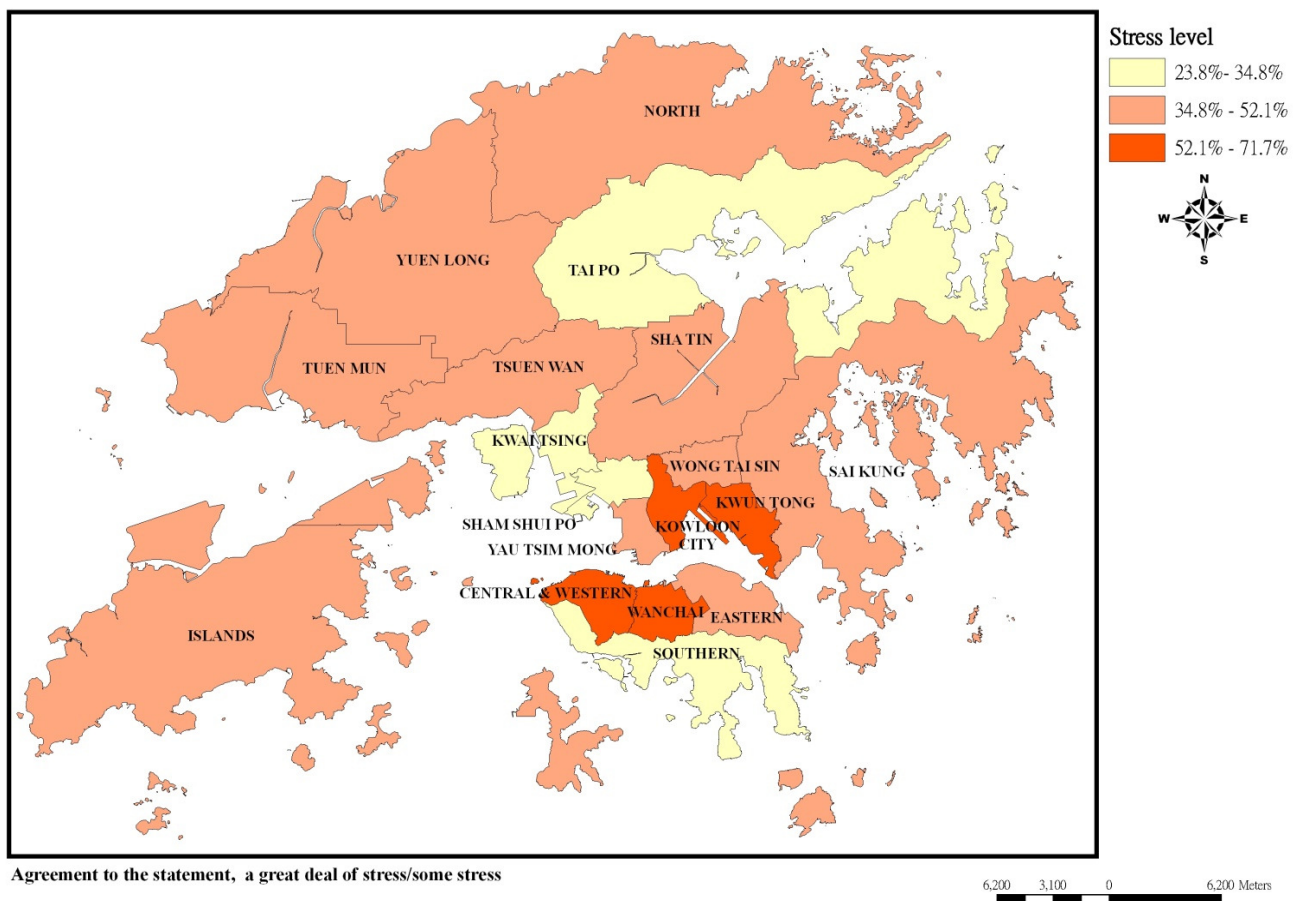 Stress level
23.8%- 34.8%
34.8% - 52.1%
52.1% - 71.7%
N
W E
S
NORTH
YUEN LONG
TAI PO
SHA TIN
TUEN MUN
TSUEN WAN
KWAI TSING
WONG TAI SIN
SAI KUNG
KWUN TONG
SHAM SHUI PO
KOWLOON
CITY
YAU TSIM MONG
CENTRAL & WESTERN
WANCHAI
EASTERN
ISLANDS
SOUTHERN
Agreement to the statement, a great deal of stress/some stress
6,200 3,100 0 6,200 Meters